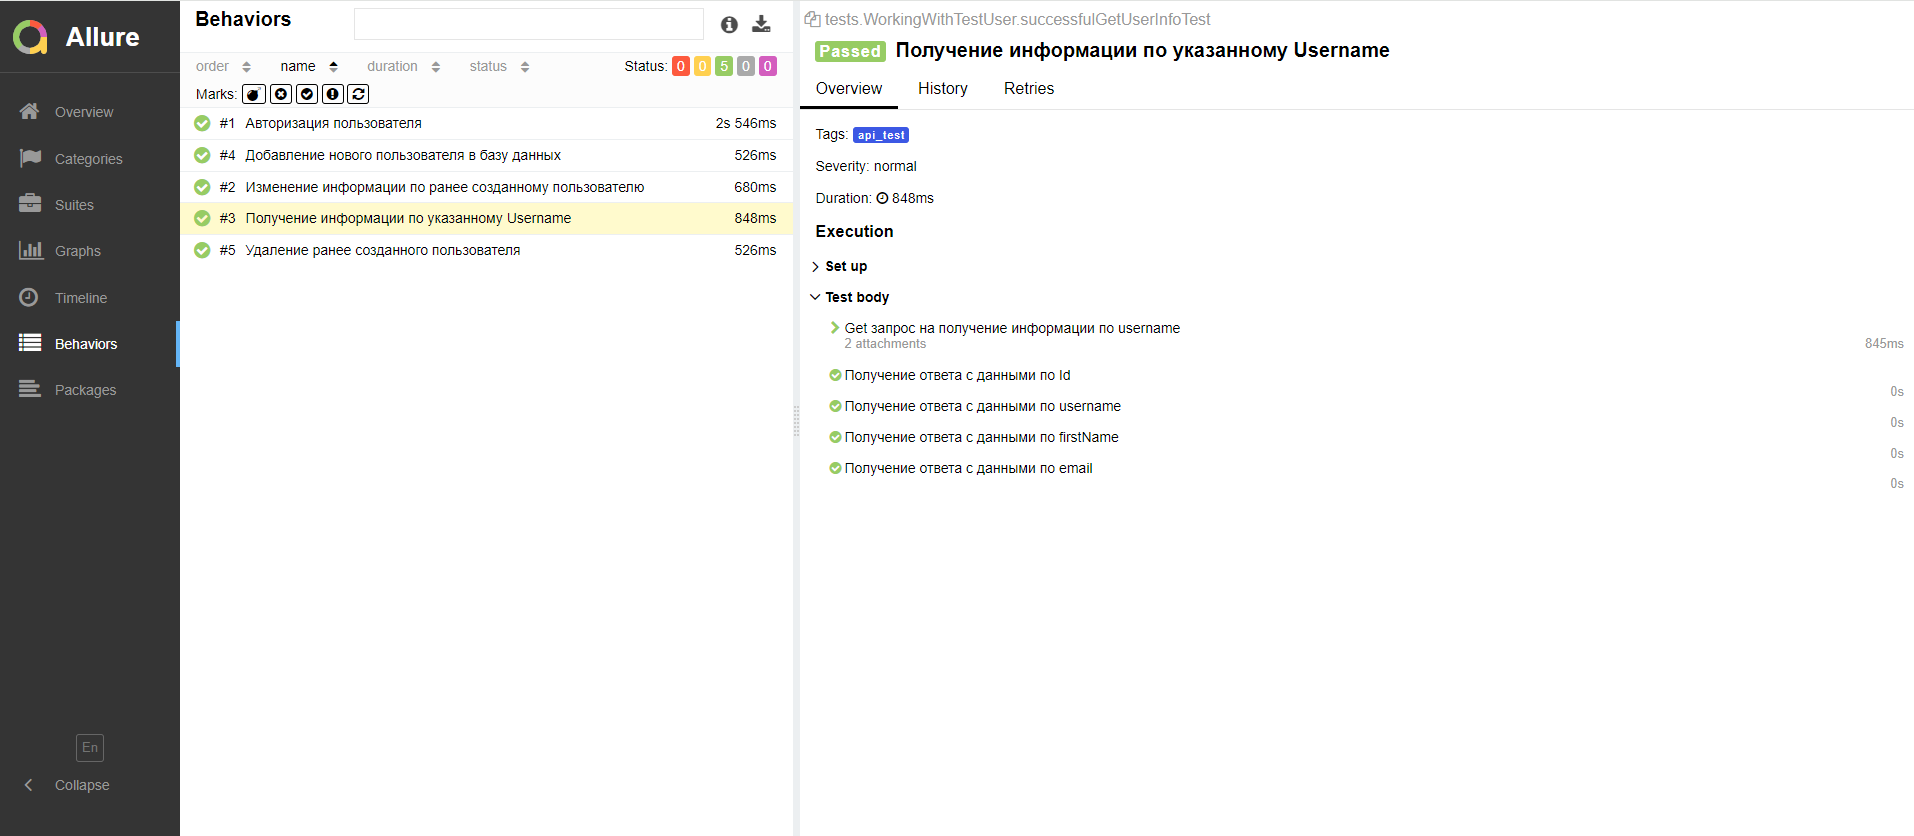 Allure
Overview
Categories
Suites
Graphs
Timeline
Behaviors
Packages
En
Collapse
Behaviors
order name duration status Status: 0 0 5 0 0
Marks:
#1 Авторизация пользователя 2s 546ms
#4 Добавление нового пользователя в базу данных 526ms
#2 Изменение информации по ранее созданному пользователю 680ms
#3 Получение информации по указанному Username 848ms
#5 Удаление ранее созданного пользователя 526ms
tests.WorkingWithTestUser.successfulGetUserInfoTest
Passed Получение информации по указанному Username
Overview History Retries
Tags: api_test
Severity: normal
Duration: 848ms
Execution
Set up
Test body
Get запрос на получение информации по username
2 attachments 845ms
Получение ответа с данными по Id
0s
Получение ответа с данными по username
0s
Получение ответа с данными по firstName
0s
Получение ответа с данными по email
0s